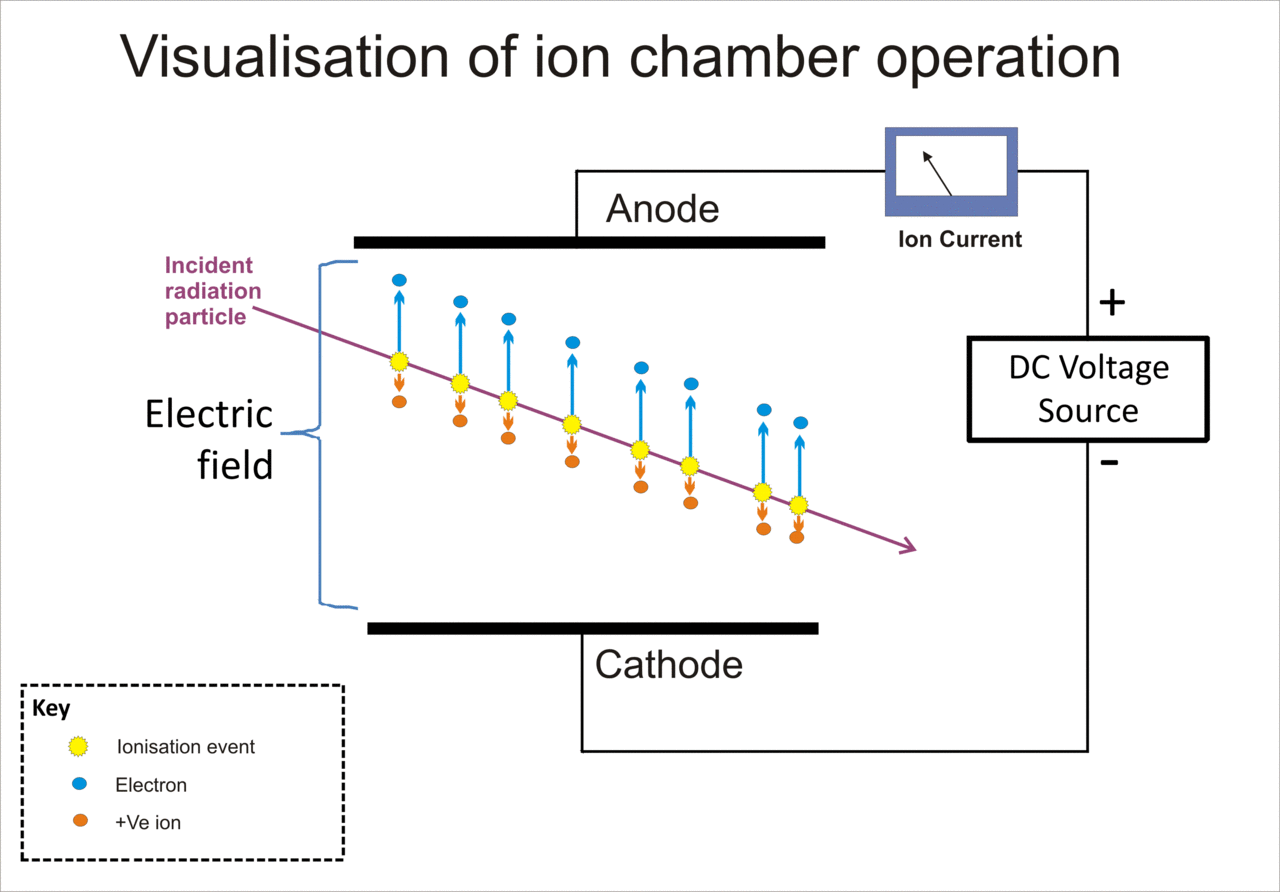 Visualisation of ion chamber operation
Anode
Ion Current
Incident
radiation
particle
+
DC Voltage
Source
-
Electric
field
Cathode
Key
Ionisation event
Electron
+Ve ion